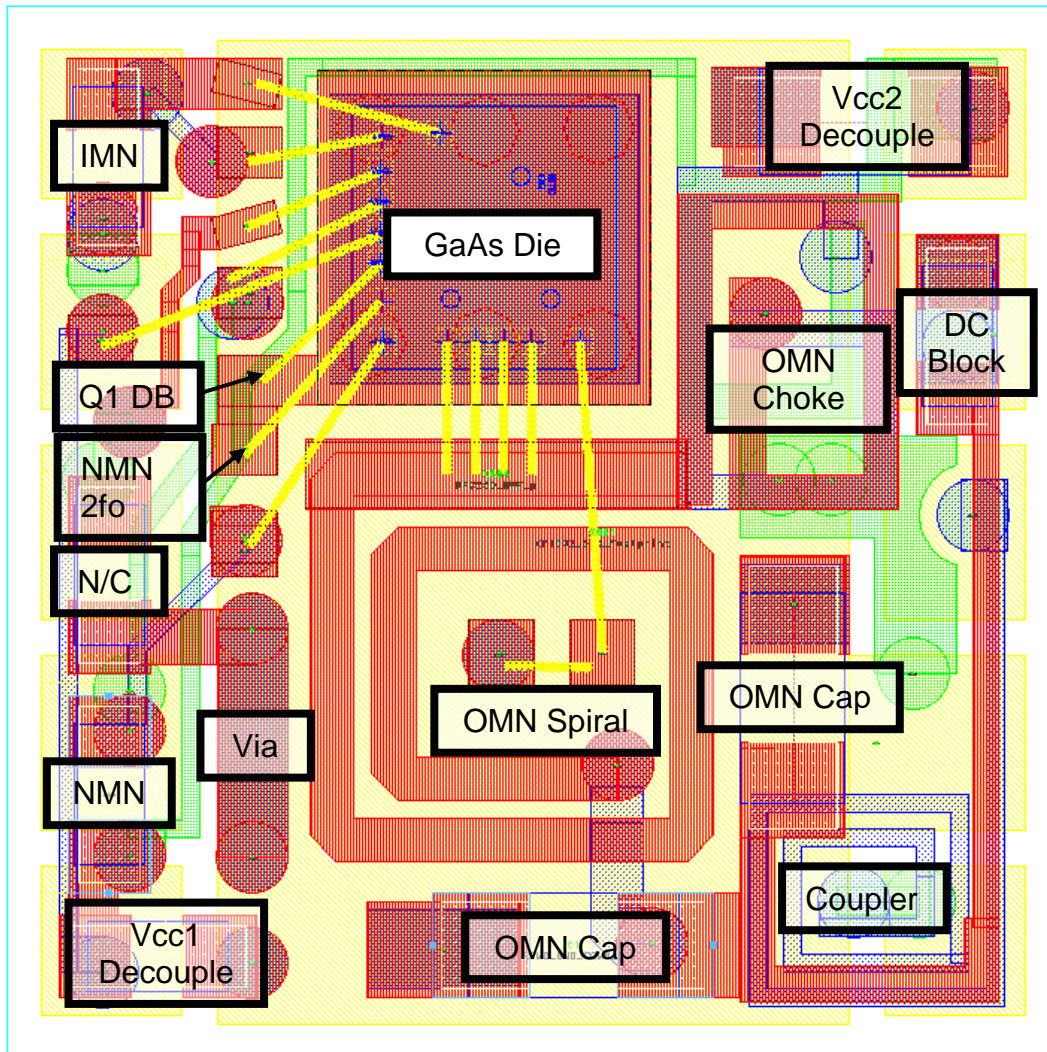 Vcc2
Decouple
IMN
GaAs Die
DC
Block
OMN
Choke
Q1 DB
NMN
2fo
N/C
OMN Cap
OMN Spiral
Via
NMN
Coupler
Vcc1
Decouple
OMN Cap